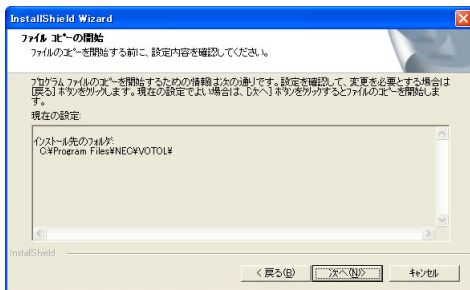 InstallShield Wizard
ファイル コピーの開始
ファイルのコピーを開始する前に、設定内容を確認してください。
プログラム ファイルのコピーを開始するための情報は次の通りです。設定を確認して、変更を必要とする場合は
[戻る] ボタンをクリックします。現在の設定でよい場合は、[次へ] ボタンをクリックするとファイルのコピーを開始しま
す。
現在の設定:
インストール先のフォルダ:
C:¥Program Files¥NEC¥VOTOL¥
InstallShield
< 戻る(B)
次へ(N)>
キャンセル